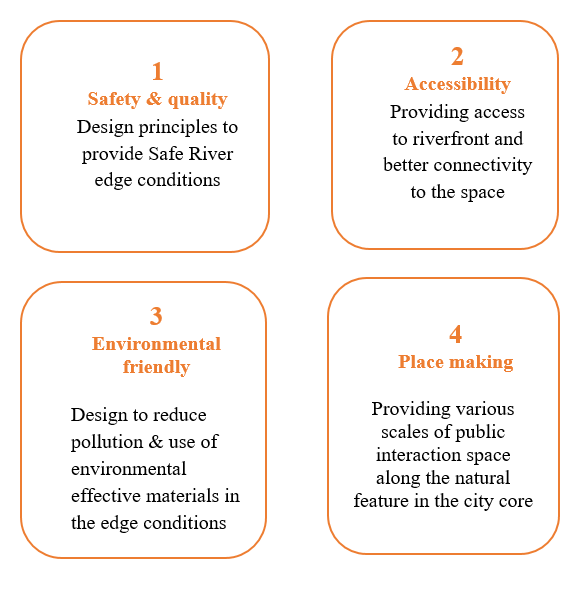 1
Safety & quality
Design principles to
provide Safe River
edge conditions
2
Accessibility
Providing access
to riverfront and
better connectivity
to the space
3
Environmental
friendly
Design to reduce
pollution & use of
environmental
effective materials in
the edge conditions
4
Place making
Providing various
scales of public
interaction space
along the natural
feature in the city core